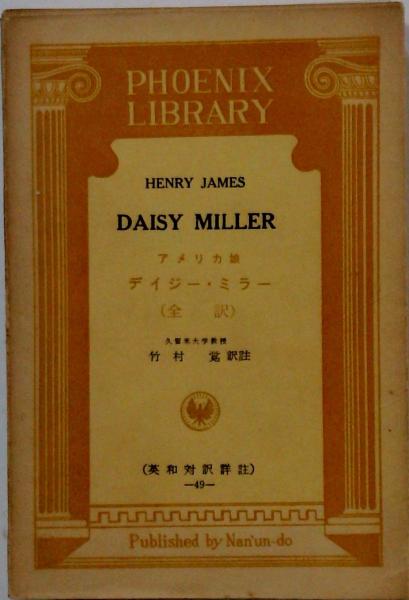 PHOENIX
LIBRARY
HENRY JAMES
DAISY MILLER
アメリカ娘
デイジー・ミラー
(全 訳)
久留米大学教授
竹村 覚 訳註
(英和対訳詳註)
—49—
Published by Nan'un-do